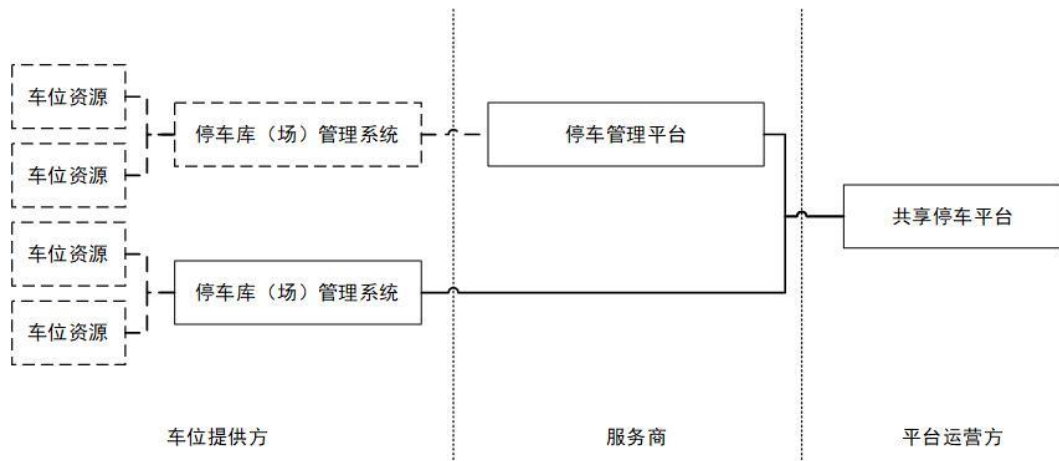 车位资源
停车库（场）管理系统
停车管理平台
车位资源
共享停车平台
车位资源
停车库（场）管理系统
车位资源
车位提供方
服务商
平台运营方